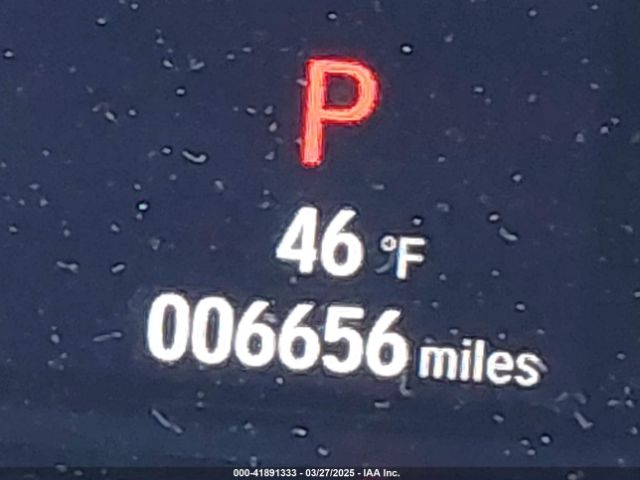 P
46 °F
006656 miles
000-41891333 - 03/27/2025 - IAA Inc.